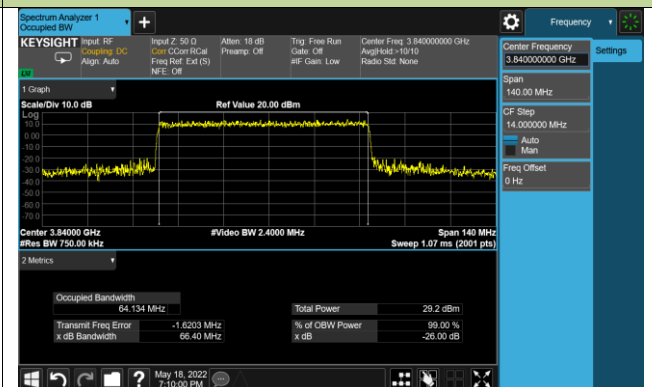 Spectrum Analyzer 1
Occupied BW
+
Frequency
KEYSIGHT
Input: RF
Coupling: DC
Align: Auto
Input Z: 50 Ω
Corr CCorr RCal
Freq Ref: Ext (S)
NFE: Off
Atten: 18 dB
Preamp: Off
Trig: Free Run
Gate: Off
#IF Gain: Low
Center Freq: 3.840000000 GHz
Avg|Hold:>10/10
Radio Std: None
Center Frequency
3.840000000 GHz
Settings
Span
140.00 MHz
CF Step
14.000000 MHz
Auto
Man
Freq Offset
0 Hz
1 Graph
Scale/Div 10.0 dB
Ref Value 20.00 dBm
Log
10.0
0.00
-10.0
-20.0
-30.0
-40.0
-50.0
-60.0
-70.0
Center 3.84000 GHz
#Video BW 2.4000 MHz
Span 140 MHz
#Res BW 750.00 kHz
Sweep 1.07 ms (2001 pts)
2 Metrics
Occupied Bandwidth
64.134 MHz
Total Power
29.2 dBm
Transmit Freq Error
-1.6203 MHz
% of OBW Power
99.00 %
x dB Bandwidth
66.40 MHz
x dB
-26.00 dB
?
May 18, 2022
7:10:00 PM